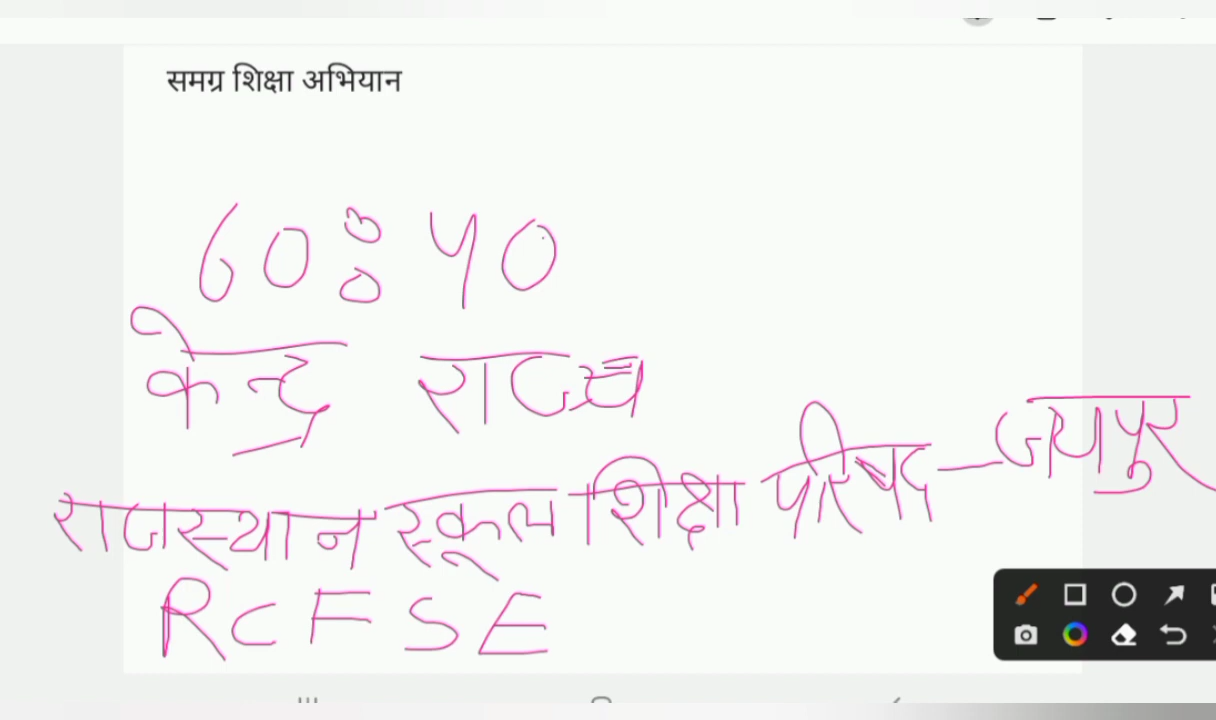 समग्र शिक्षा अभियान
60 : 40
केन्द्र राज्य
राजस्थान स्कूल शिक्षा परिषद - जयपुर
RCFSE